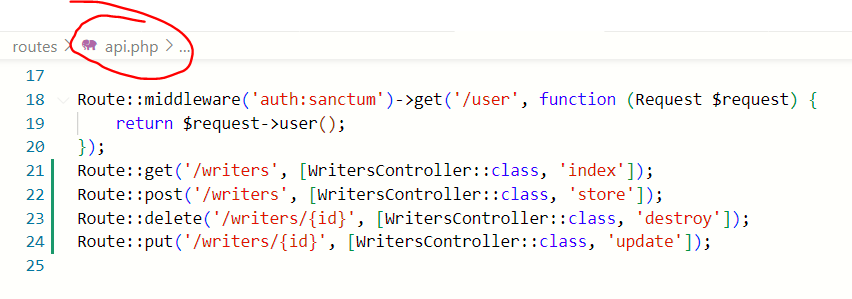 routes > api.php > ...
17
18 Route::middleware('auth:sanctum')->get('/user', function (Request $request) {
19     return $request->user();
20 });
21 Route::get('/writers', [WritersController::class, 'index']);
22 Route::post('/writers', [WritersController::class, 'store']);
23 Route::delete('/writers/{id}', [WritersController::class, 'destroy']);
24 Route::put('/writers/{id}', [WritersController::class, 'update']);
25